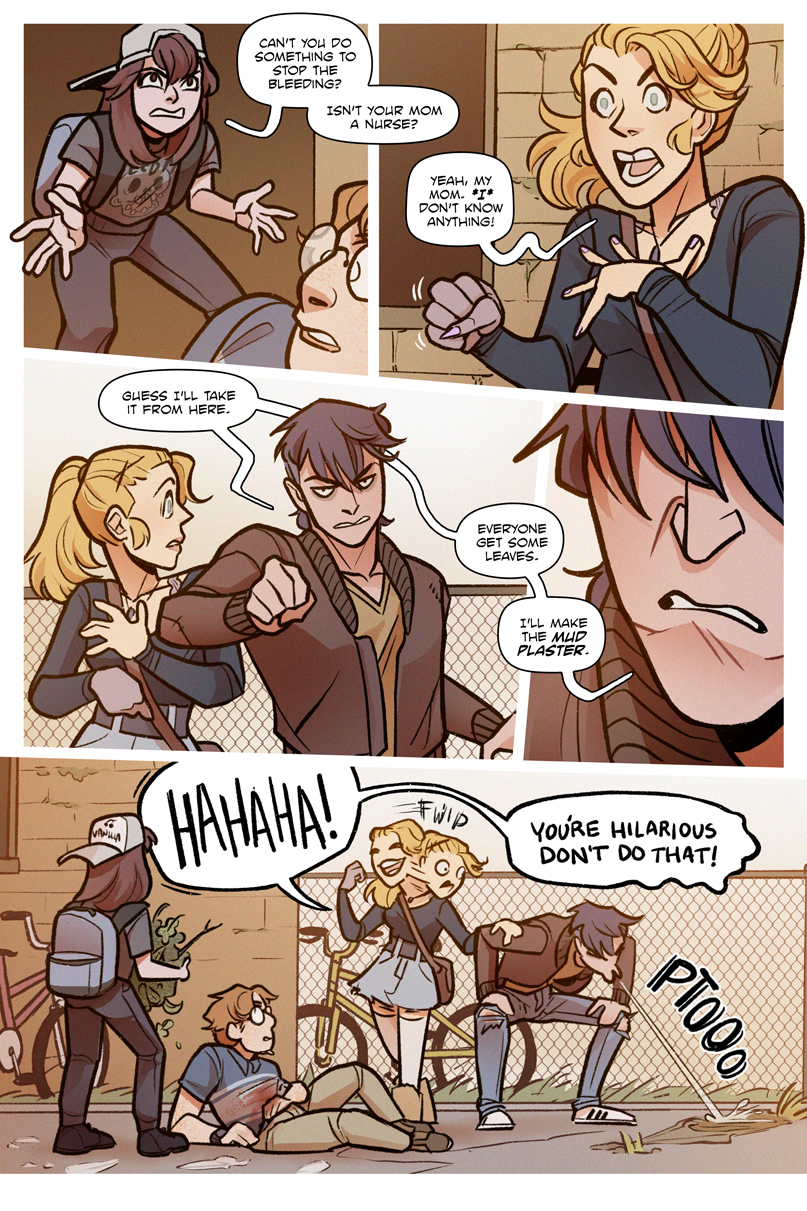 CAN'T YOU DO
SOMETHING TO
STOP THE
BLEEDING?
ISN'T YOUR MOM
A NURSE?
YEAH, MY
MOM. *I*
DON'T KNOW
ANYTHING!
GUESS I'LL TAKE
IT FROM HERE.
EVERYONE
GET SOME
LEAVES.
I'LL MAKE
THE MUD
PLASTER.
HAHAHA!
FWIP
YOU'RE HILARIOUS
DON'T DO THAT!
VANILLA
PTOOO